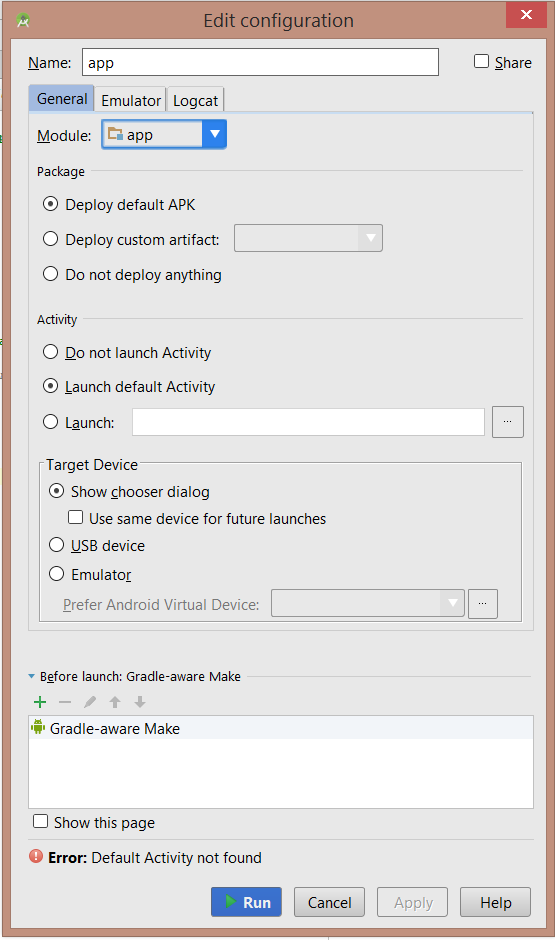 Edit configuration
Name: app Share
General Emulator Logcat
Module: app
Package
Deploy default APK
Deploy custom artifact:
Do not deploy anything
Activity
Do not launch Activity
Launch default Activity
Launch: ...
Target Device
Show chooser dialog
Use same device for future launches
USB device
Emulator
Prefer Android Virtual Device: ...
Before launch: Gradle-aware Make
Gradle-aware Make
Show this page
Error: Default Activity not found
Run Cancel Apply Help